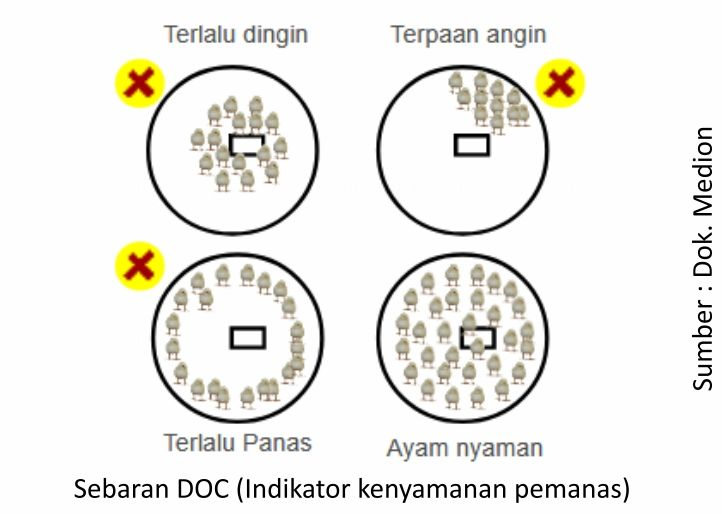 Terlalu dingin
Terpaan angin
Terlalu Panas
Ayam nyaman
Sebaran DOC (Indikator kenyamanan pemanas)
Sumber : Dok. Medion